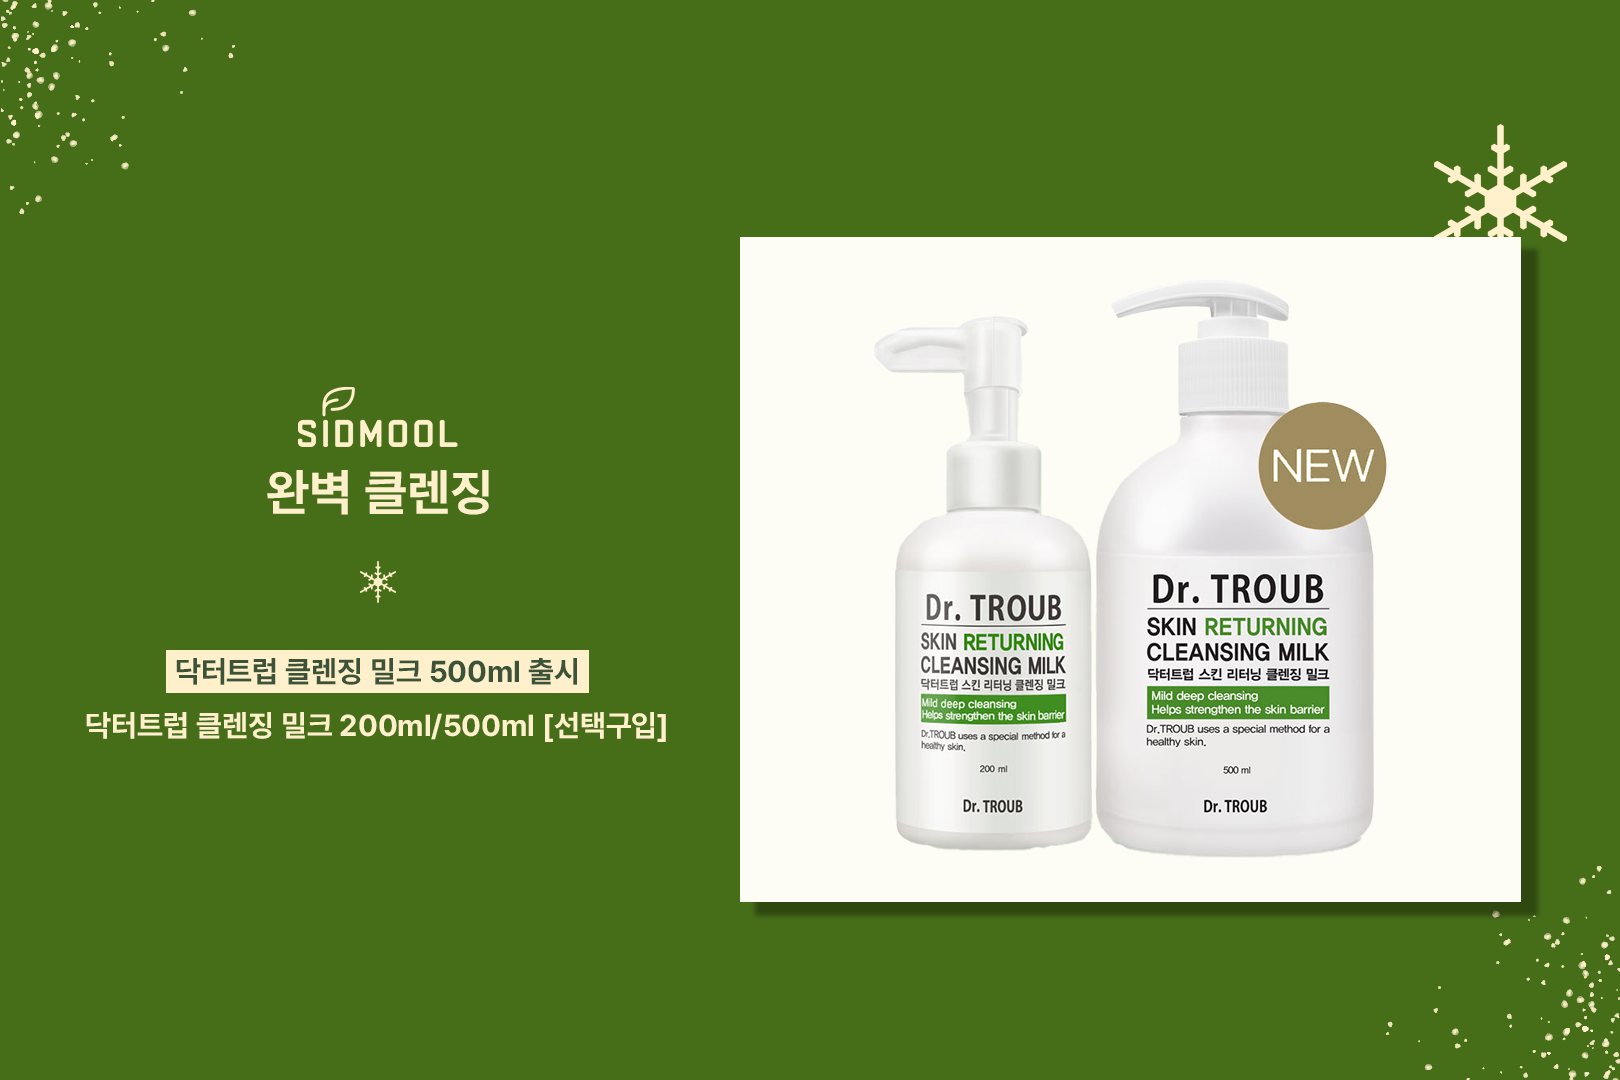 SIDMOOL
완벽 클렌징
닥터트럽 클렌징 밀크 500ml 출시
닥터트럽 클렌징 밀크 200ml/500ml [선택구입]
Dr. TROUB
SKIN RETURNING
CLEANSING MILK
닥터트럽 스킨 리터닝 클렌징 밀크
Mild deep cleansing
Helps strengthen the skin barrier
Dr.TROUB uses a special method for a
healthy skin.
200 ml
Dr. TROUB
NEW
Dr. TROUB
SKIN RETURNING
CLEANSING MILK
닥터트럽 스킨 리터닝 클렌징 밀크
Mild deep cleansing
Helps strengthen the skin barrier
Dr.TROUB uses a special method for a
healthy skin.
500 ml
Dr. TROUB